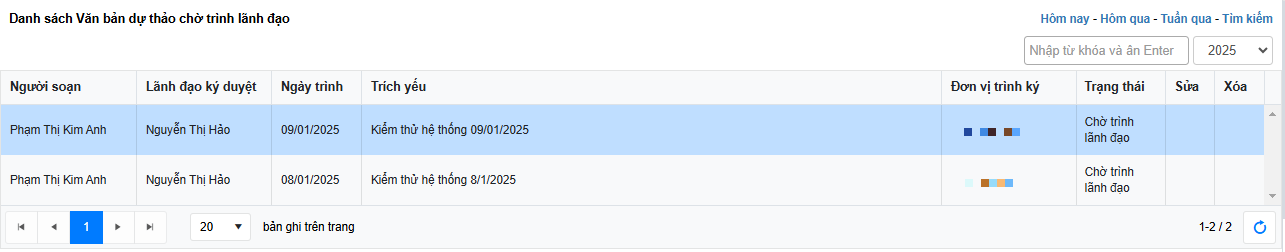 Danh sách Văn bản dự thảo chờ trình lãnh đạo
Hôm nay - Hôm qua - Tuần qua - Tìm kiếm
Nhập từ khóa và ấn Enter
2025
Người soạn Lãnh đạo ký duyệt Ngày trình Trích yếu Đơn vị trình ký Trạng thái Sửa Xóa
Phạm Thị Kim Anh Nguyễn Thị Hảo 09/01/2025 Kiểm thử hệ thống 09/01/2025 Chờ trình
lãnh đạo
Phạm Thị Kim Anh Nguyễn Thị Hảo 08/01/2025 Kiểm thử hệ thống 8/1/2025 Chờ trình
lãnh đạo
1 20 bản ghi trên trang 1-2 / 2